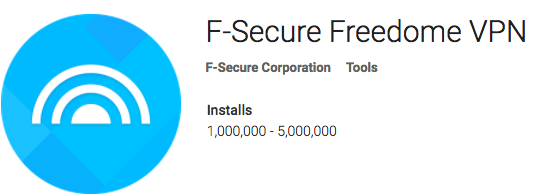 F-Secure Freedome VPN
F-Secure Corporation Tools
Installs
1,000,000 - 5,000,000